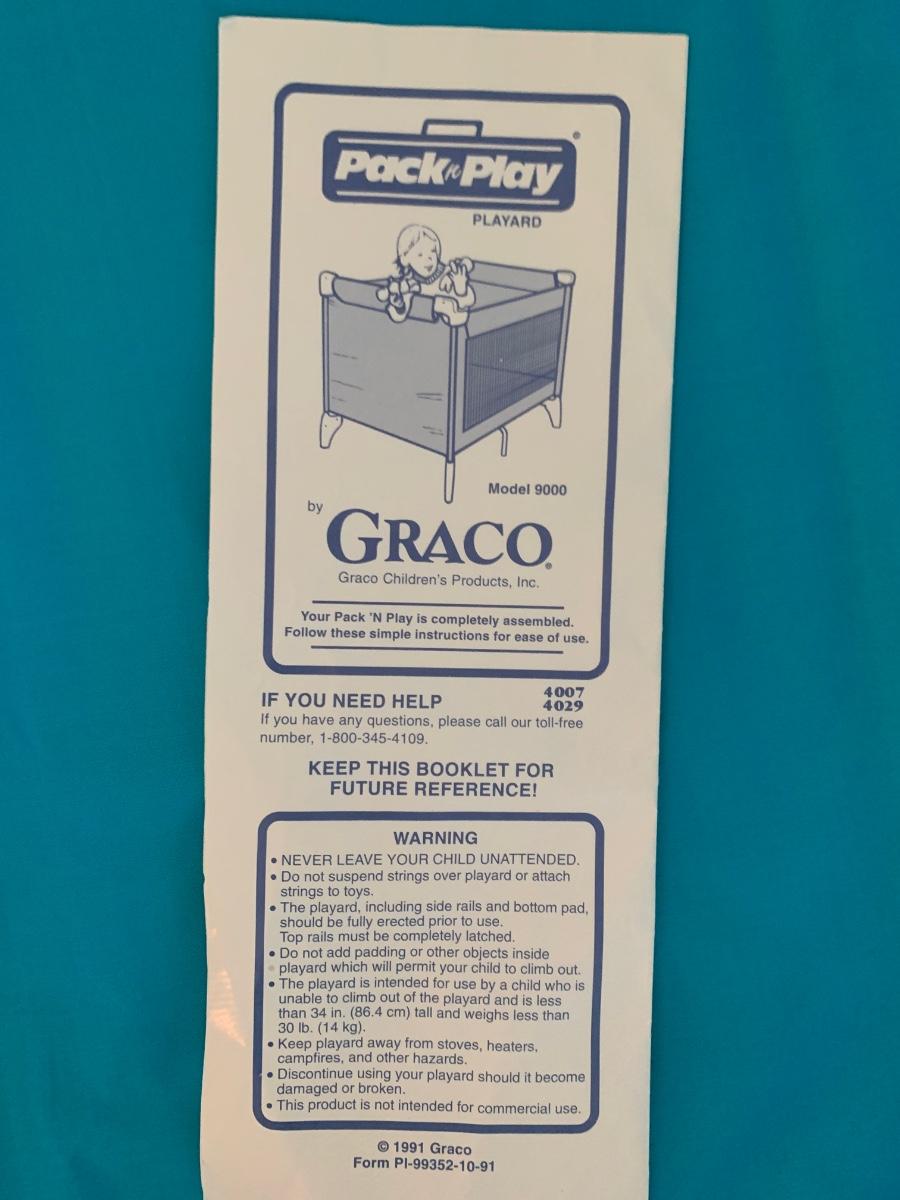 Pack 'n Play®
PLAYARD
Model 9000
by
GRACO®
Graco Children's Products, Inc.
Your Pack 'N Play is completely assembled.
Follow these simple instructions for ease of use.
IF YOU NEED HELP
4007
4029
If you have any questions, please call our toll-free
number, 1-800-345-4109.
KEEP THIS BOOKLET FOR
FUTURE REFERENCE!
WARNING
• NEVER LEAVE YOUR CHILD UNATTENDED.
• Do not suspend strings over playard or attach
strings to toys.
• The playard, including side rails and bottom pad,
should be fully erected prior to use.
Top rails must be completely latched.
• Do not add padding or other objects inside
playard which will permit your child to climb out.
• The playard is intended for use by a child who is
unable to climb out of the playard and is less
than 34 in. (86.4 cm) tall and weighs less than
30 lb. (14 kg).
• Keep playard away from stoves, heaters,
campfires, and other hazards.
• Discontinue using your playard should it become
damaged or broken.
• This product is not intended for commercial use.
© 1991 Graco
Form PI-99352-10-91